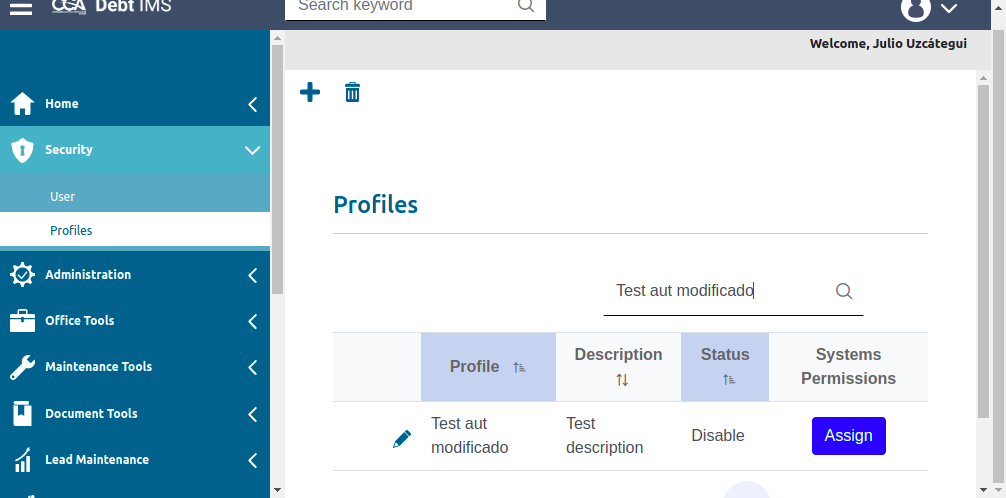 CCA Debt IMS
Search keyword
Welcome, Julio Uzcátegui
Home
Security
User
Profiles
Administration
Office Tools
Maintenance Tools
Document Tools
Lead Maintenance
Profiles
Test aut modificado
Profile
Description
Status
Systems
Permissions
Test aut
modificado
Test
description
Disable
Assign